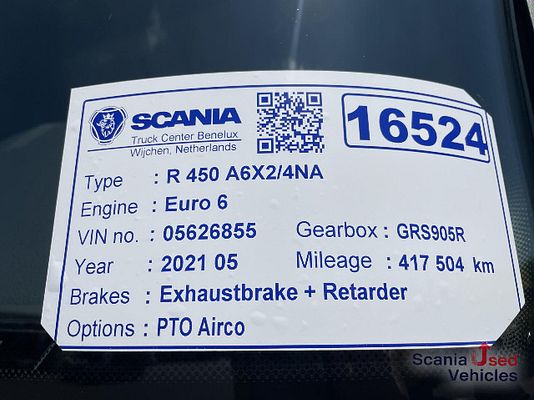 SCANIA
Truck Center Benelux
Wijchen, Netherlands
16524
Type : R 450 A6X2/4NA
Engine : Euro 6
VIN no. : 05626855 Gearbox : GRS905R
Year : 2021 05 Mileage : 417 504 km
Brakes : Exhaustbrake + Retarder
Options : PTO Airco
Scania Used
Vehicles